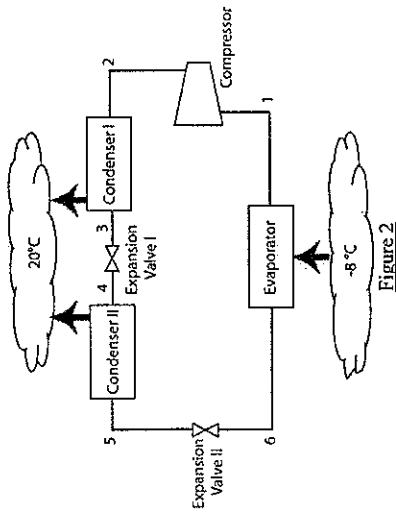 20°C
Condenser II
4
3
Condenser I
2
Expansion
Valve I
5
Compressor
Expansion
Valve II
6
Evaporator
1
-8 °C
Figure 2